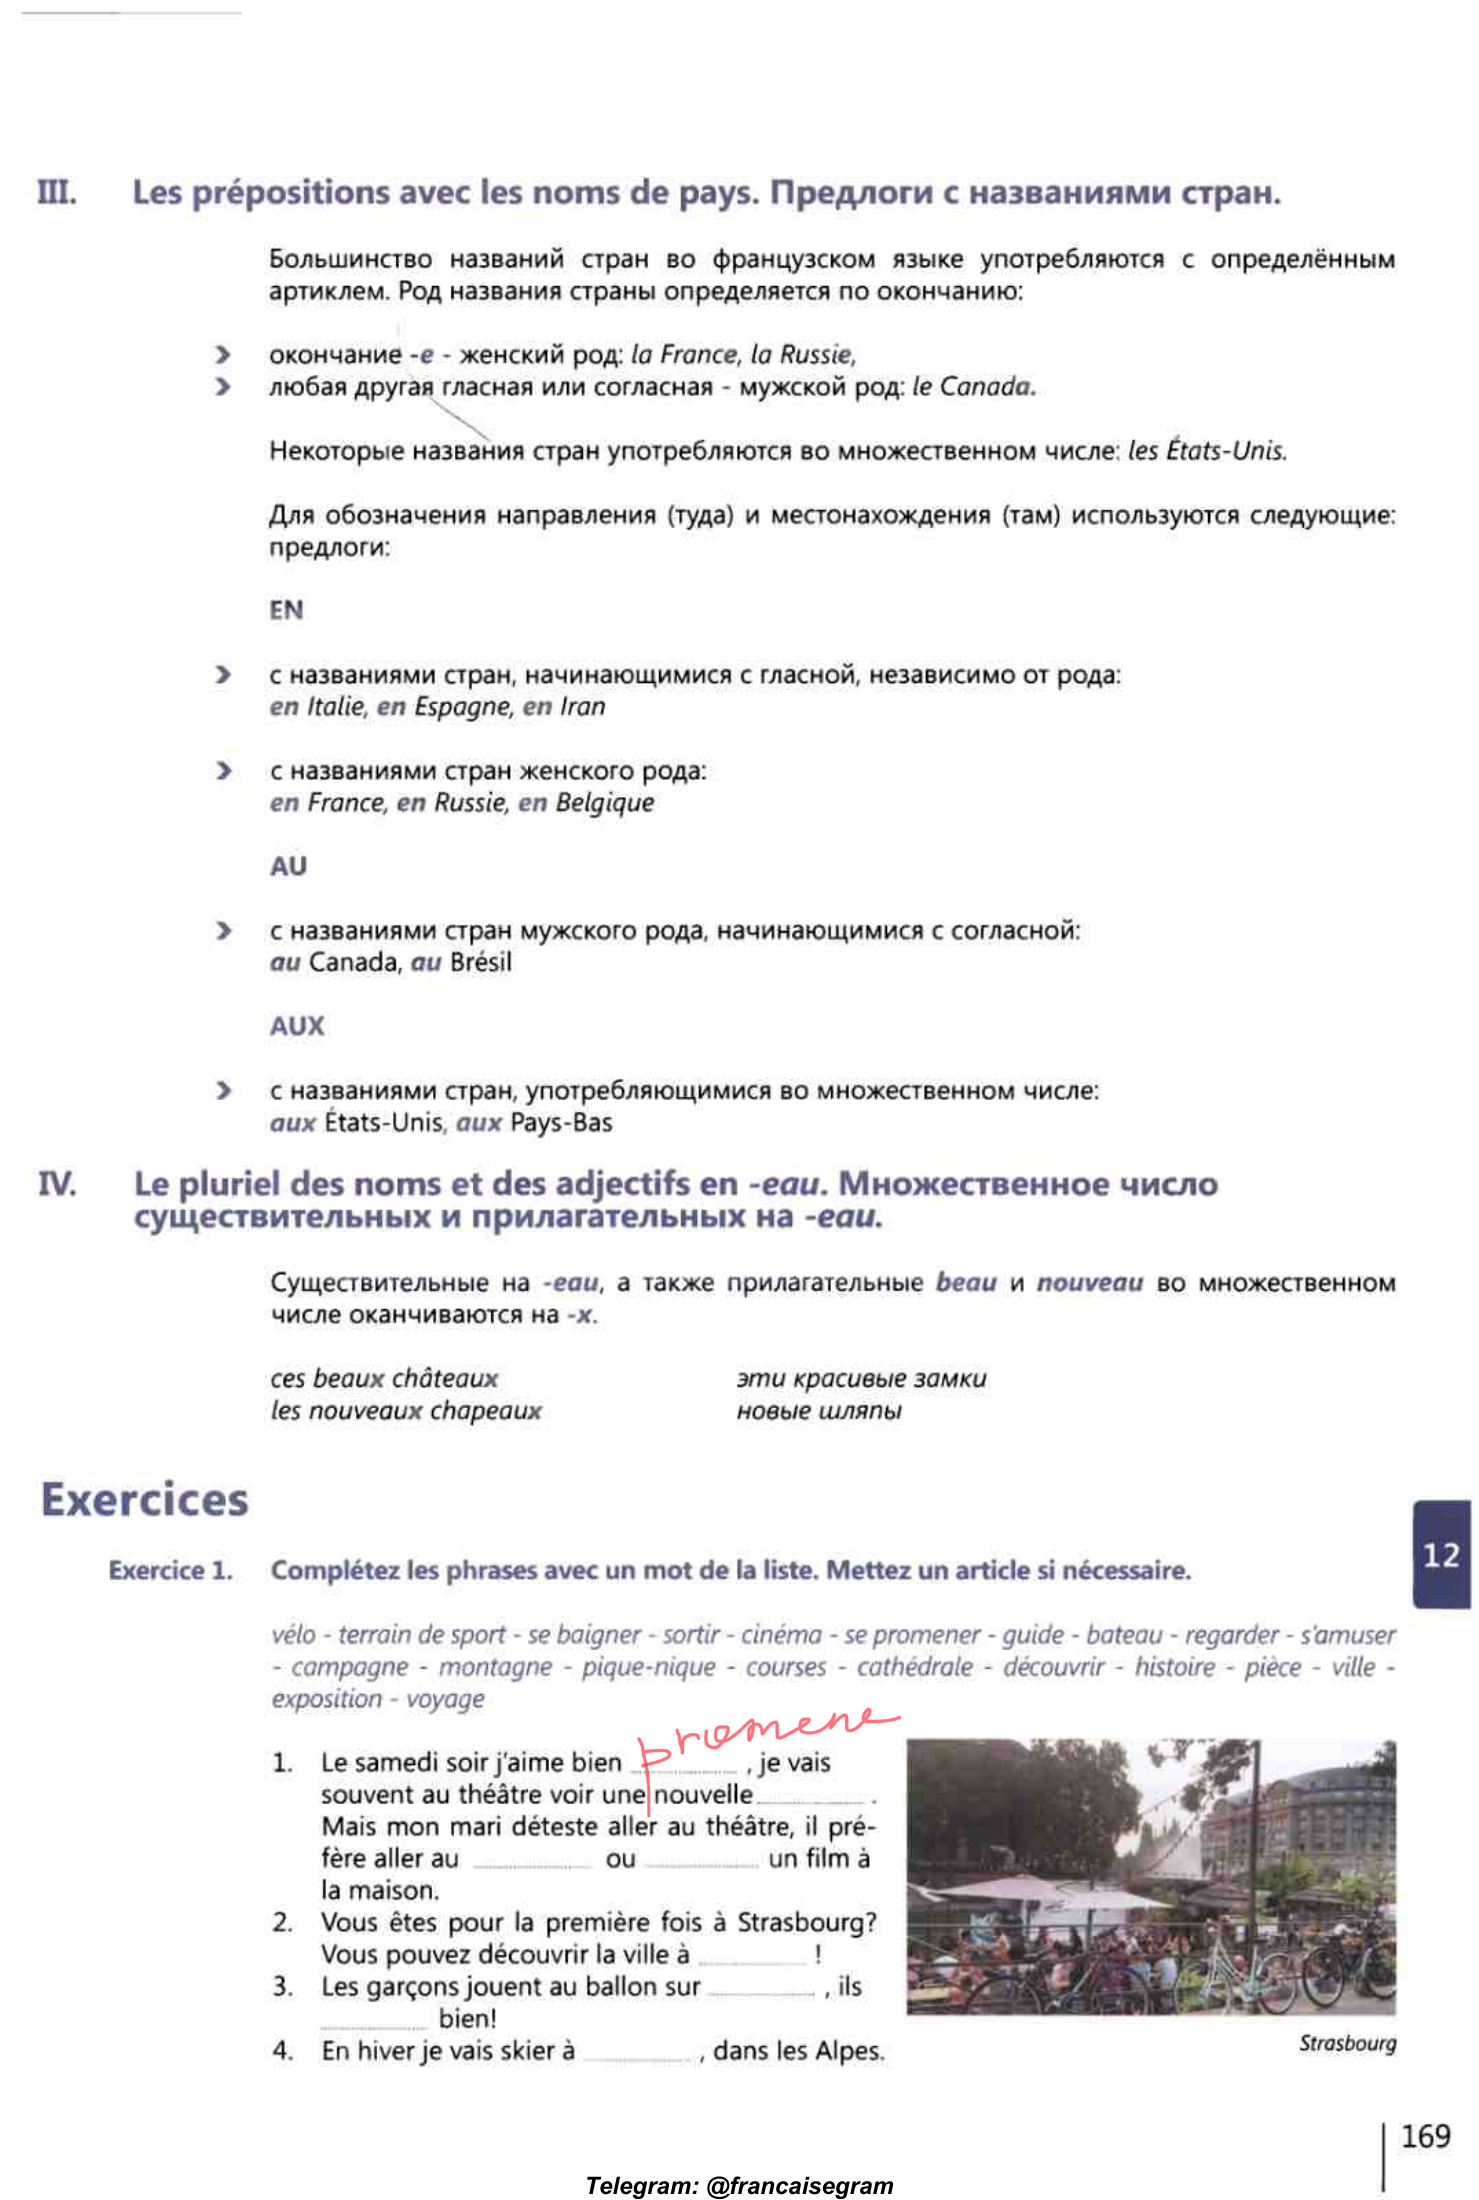 III. Les prépositions avec les noms de pays. Предлоги с названиями стран.
Большинство названий стран во французском языке употребляются с определённым
артиклем. Род названия страны определяется по окончанию:
› окончание -e - женский род: la France, la Russie,
› любая другая гласная или согласная - мужской род: le Canada.
Некоторые названия стран употребляются во множественном числе: les États-Unis.
Для обозначения направления (туда) и местонахождения (там) используются следующие:
предлоги:
EN
› с названиями стран, начинающимися с гласной, независимо от рода:
en Italie, en Espagne, en Iran
› с названиями стран женского рода:
en France, en Russie, en Belgique
AU
› с названиями стран мужского рода, начинающимися с согласной:
au Canada, au Brésil
AUX
› с названиями стран, употребляющимися во множественном числе:
aux États-Unis, aux Pays-Bas
IV. Le pluriel des noms et des adjectifs en -eau. Множественное число
существительных и прилагательных на -eau.
Существительные на -eau, а также прилагательные beau и nouveau во множественном
числе оканчиваются на -x.
ces beaux châteaux эти красивые замки
les nouveaux chapeaux новые шляпы
Exercices
12
Exercice 1. Complétez les phrases avec un mot de la liste. Mettez un article si nécessaire.
vélo - terrain de sport - se baigner - sortir - cinéma - se promener - guide - bateau - regarder - s'amuser
- campagne - montagne - pique-nique - courses - cathédrale - découvrir - histoire - pièce - ville -
exposition - voyage
promene
1. Le samedi soir j'aime bien ............ , je vais
souvent au théâtre voir une nouvelle ............ .
Mais mon mari déteste aller au théâtre, il pré-
fère aller au ............ ou ............ un film à
la maison.
2. Vous êtes pour la première fois à Strasbourg?
Vous pouvez découvrir la ville à ............ !
3. Les garçons jouent au ballon sur ............ , ils
............ bien!
4. En hiver je vais skier à ............ , dans les Alpes.
Strasbourg
169
Telegram: @francaisegram